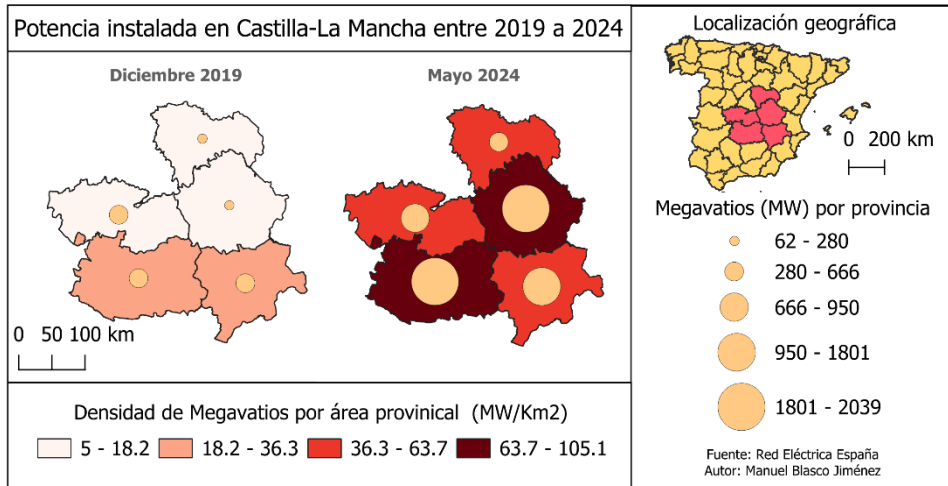 Potencia instalada en Castilla-La Mancha entre 2019 a 2024
Diciembre 2019
Mayo 2024
0 50 100 km
Densidad de Megavatios por área provinical (MW/Km2)
5 - 18.2
18.2 - 36.3
36.3 - 63.7
63.7 - 105.1
Localización geográfica
0 200 km
Megavatios (MW) por provincia
62 - 280
280 - 666
666 - 950
950 - 1801
1801 - 2039
Fuente: Red Eléctrica España
Autor: Manuel Blasco Jiménez